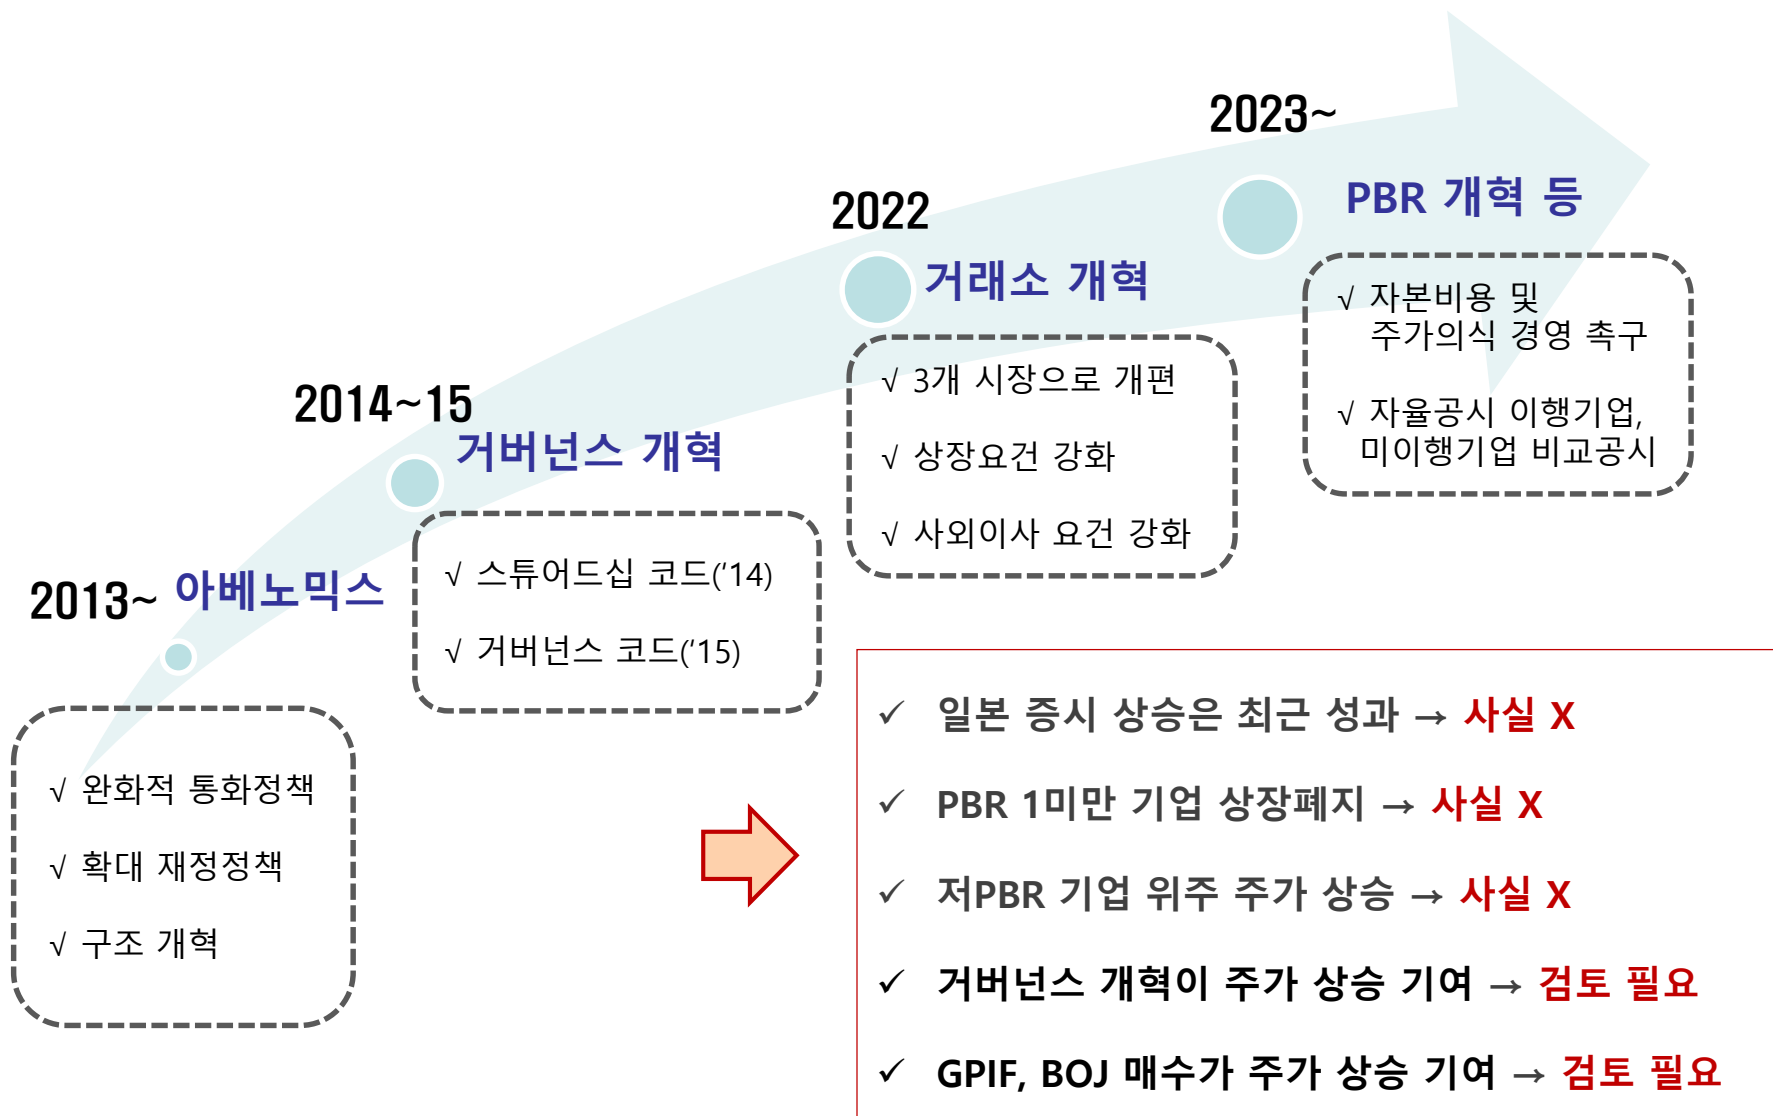 2013~ 아베노믹스
√ 완화적 통화정책
√ 확대 재정정책
√ 구조 개혁
2014~15
거버넌스 개혁
√ 스튜어드십 코드('14)
√ 거버넌스 코드('15)
2022
거래소 개혁
√ 3개 시장으로 개편
√ 상장요건 강화
√ 사외이사 요건 강화
2023~
PBR 개혁 등
√ 자본비용 및
주가의식 경영 촉구
√ 자율공시 이행기업,
미이행기업 비교공시
✓ 일본 증시 상승은 최근 성과 → 사실 X
✓ PBR 1미만 기업 상장폐지 → 사실 X
✓ 저PBR 기업 위주 주가 상승 → 사실 X
✓ 거버넌스 개혁이 주가 상승 기여 → 검토 필요
✓ GPIF, BOJ 매수가 주가 상승 기여 → 검토 필요